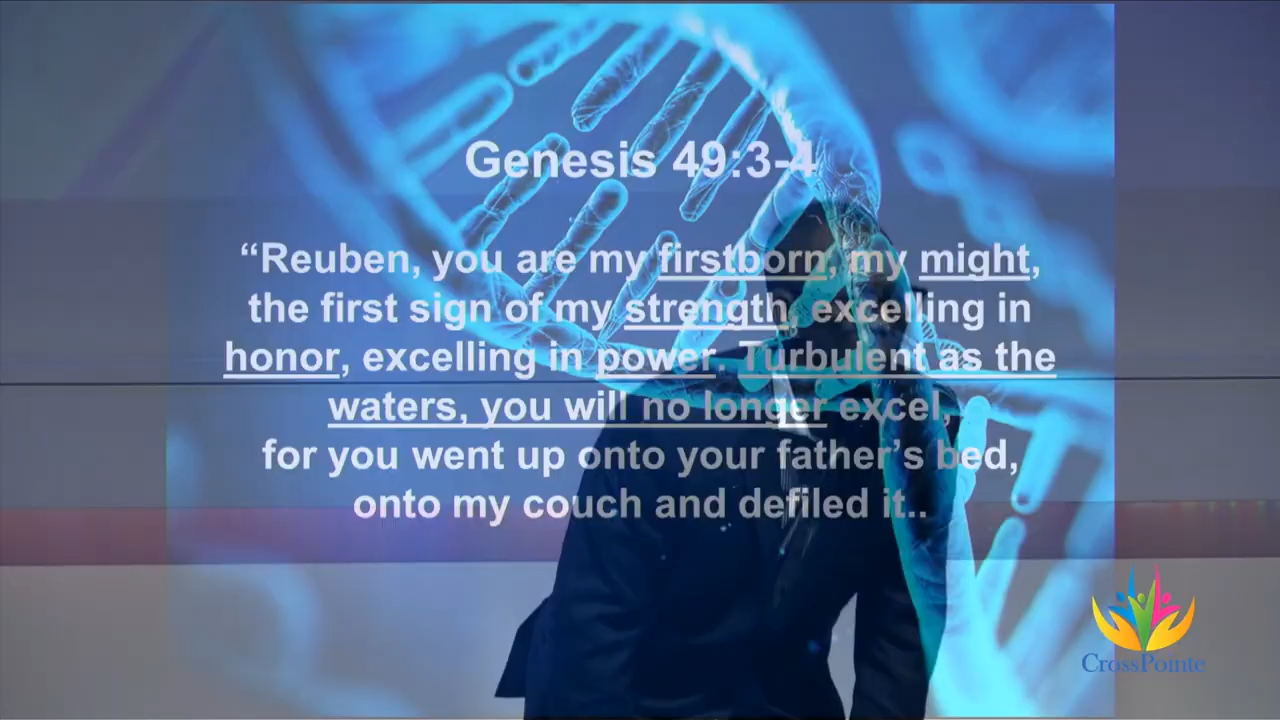 Genesis 49:3-4
“Reuben, you are my firstborn, my might,
the first sign of my strength, excelling in
honor, excelling in power. Turbulent as the
waters, you will no longer excel,
for you went up onto your father’s bed,
onto my couch and defiled it..
CrossPointe